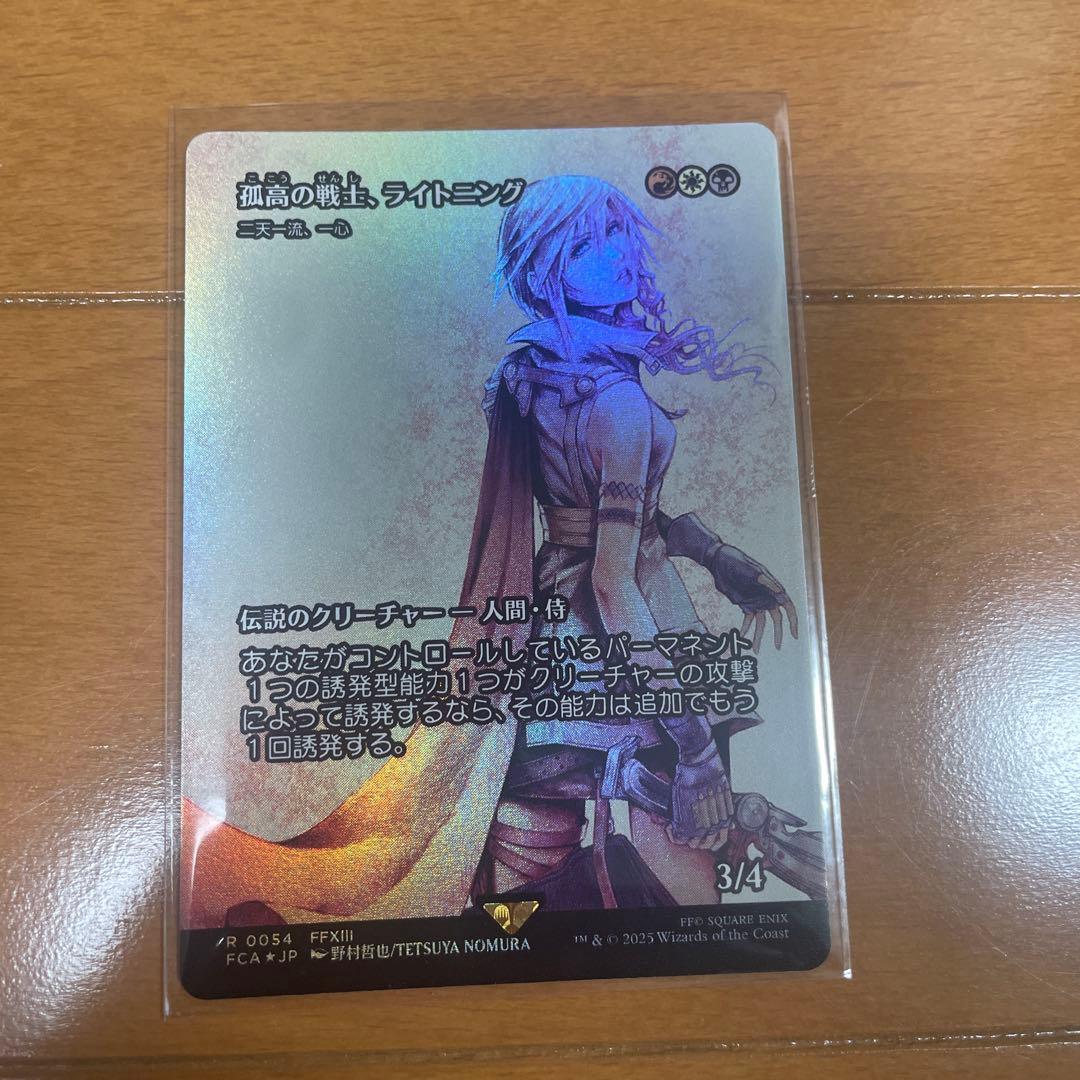 孤高の戦士、ライトニング
二天一流、一心
伝説のクリーチャー ― 人間・侍
あなたがコントロールしているパーマネント
１つの誘発型能力１つがクリーチャーの攻撃
によって誘発するなら、その能力は追加でもう
１回誘発する。
3/4
R 0054 FFXIII
FCA★JP 野村哲也/TETSUYA NOMURA
FF© SQUARE ENIX
™ & © 2025 Wizards of the Coast